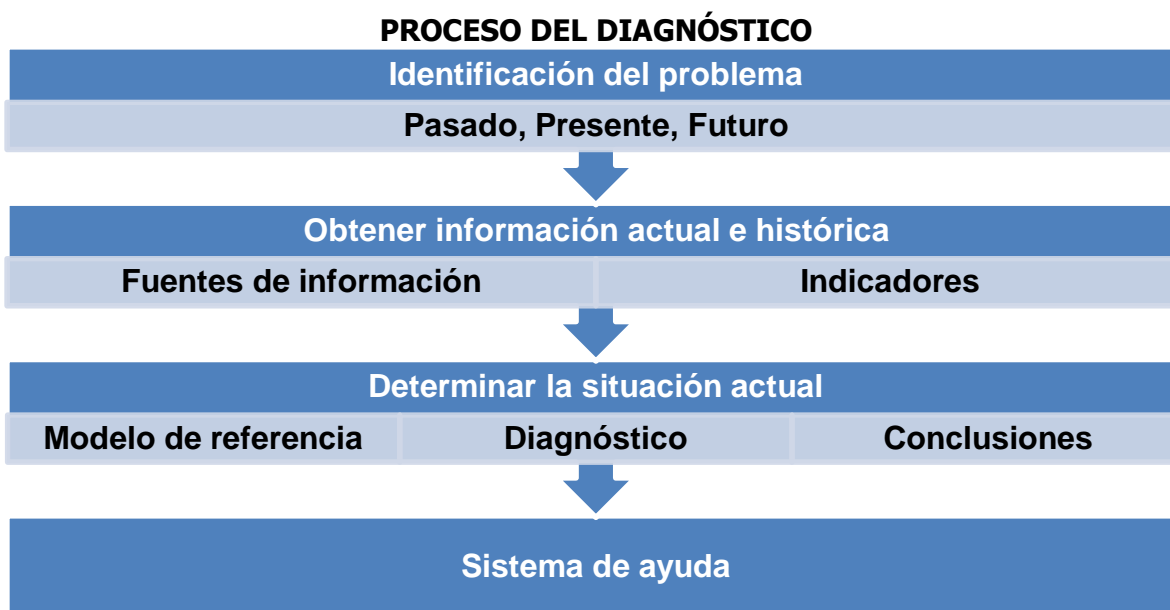 PROCESO DEL DIAGNÓSTICO
Identificación del problema
Pasado, Presente, Futuro
Obtener información actual e histórica
Fuentes de información Indicadores
Determinar la situación actual
Modelo de referencia Diagnóstico Conclusiones
Sistema de ayuda